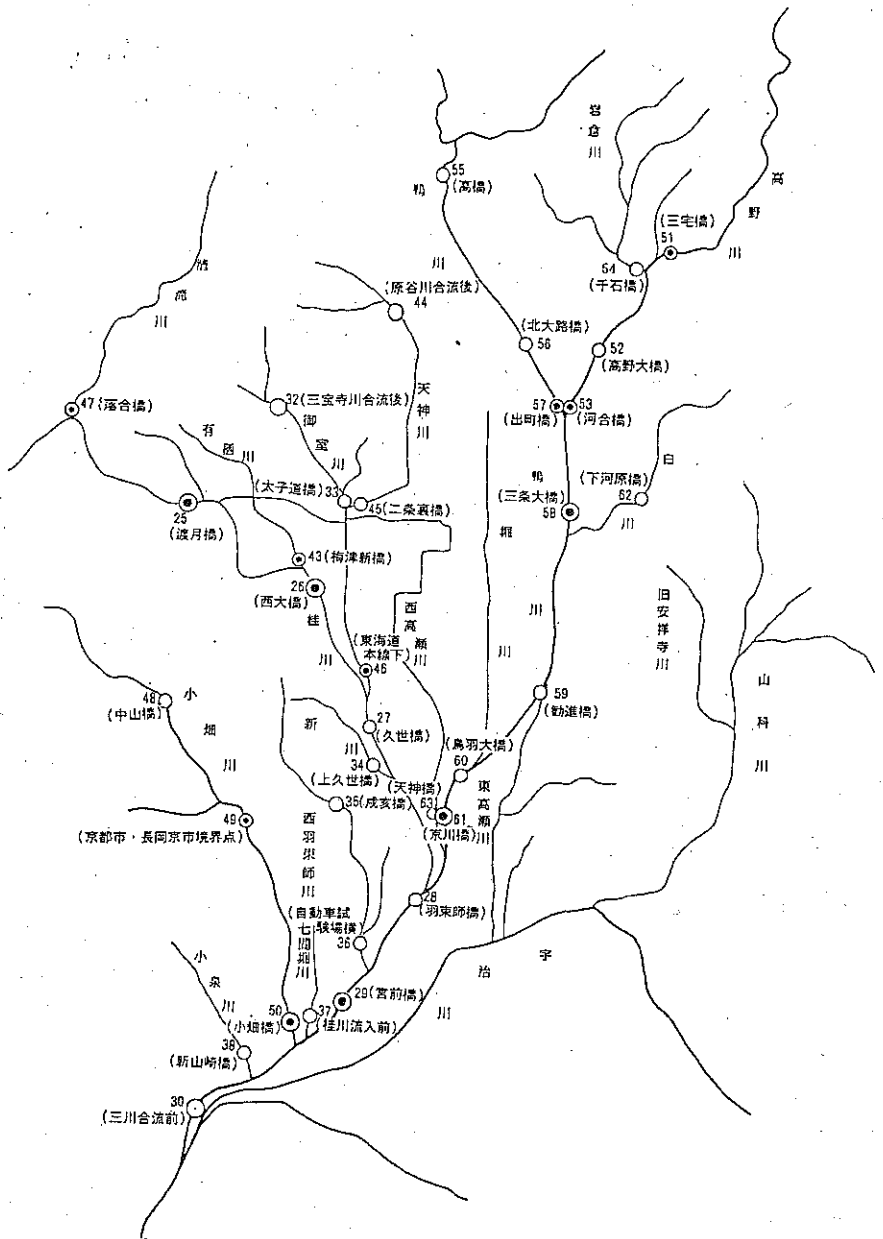 岩倉川
高野川
55
(高橋)
鴨川
(三宅橋)
51
64
(千石橋)
清滝川
(原谷川合流後)
44
(北大路橋)
56
52
(高野大橋)
47(落合橋)
32(三宝寺川合流後)
天神川
御室川
有栖川
57
(出町橋)
53
(河合橋)
(太子道橋)
33
45(二条裏橋)
(下河原橋)
62
白川
鴨川
(三条大橋)
58
25
(渡月橋)
堀川
43(梅津新橋)
26
(西大橋)
桂川
西高瀬川
旧安祥寺川
山科川
(東海道
本線下)
46
小畑川
48
(中山橋)
59
(勧進橋)
新川
27
(久世橋)
34
(上久世橋)
(鳥羽大橋)
60
(天神橋)
63
35(戌亥橋)
61
(京川橋)
東高瀬川
49
(京都市・長岡京市境界点)
西羽束師川
28
(羽束師橋)
(自動車試
験場横)
36
七間堀川
宇治川
小泉川
29(宮前橋)
50
(小畑橋)
37
(桂川流入前)
38
(新山崎橋)
30
(三川合流前)